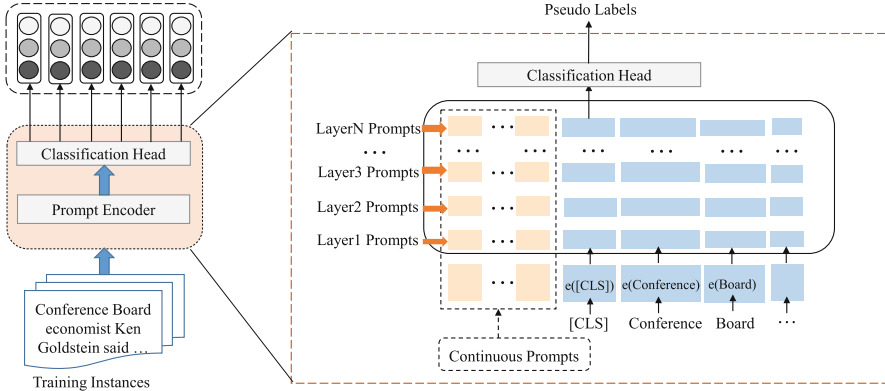 Classification Head
Prompt Encoder
Conference Board
economist Ken
Goldstein said ...
Training Instances
Pseudo Labels
Classification Head
LayerN Prompts
...
Layer3 Prompts
Layer2 Prompts
Layer1 Prompts
e([CLS]) e(Conference) e(Board)
[CLS] Conference Board ...
Continuous Prompts